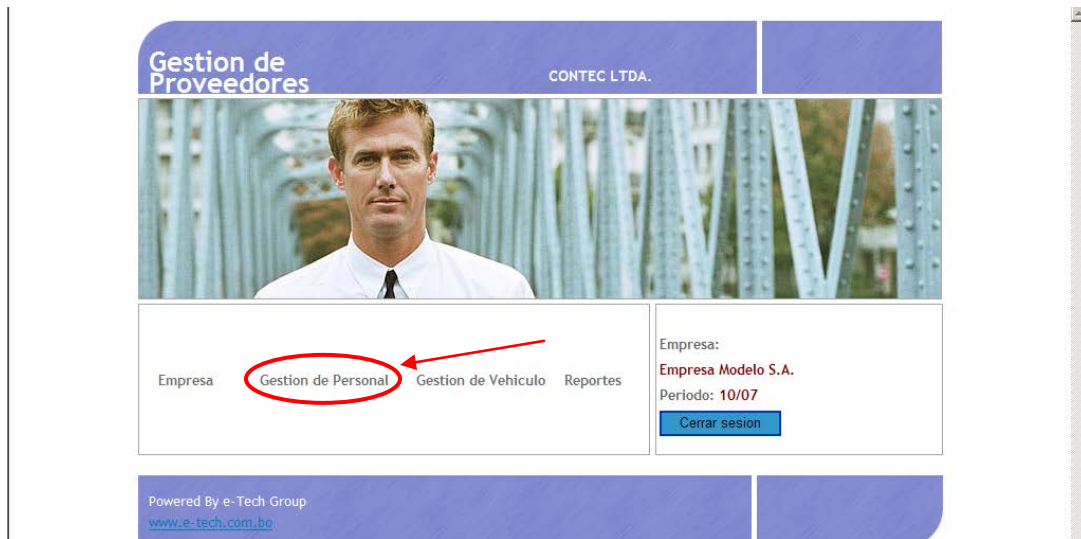 Gestion de
Proveedores
CONTEC LTDA.
Empresa
Gestion de Personal
Gestion de Vehiculo
Reportes
Empresa:
Empresa Modelo S.A.
Periodo: 10/07
Cerrar sesion
Powered By e-Tech Group
www.e-tech.com.bo